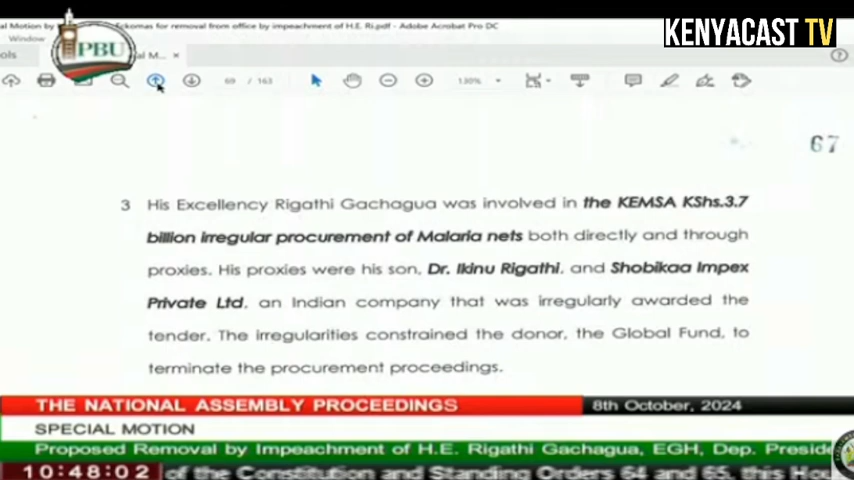 al Motion by
ckomas for removal from office by impeachment of H.E. Ri.pdf - Adobe Acrobat Pro DC
KENYACAST TV
Window
PBU
ols
al M... ×
69 / 163
130%
67
3 His Excellency Rigathi Gachagua was involved in the KEMSA KShs.3.7
billion irregular procurement of Malaria nets both directly and through
proxies. His proxies were his son, Dr. Ikinu Rigathi, and Shobikaa Impex
Private Ltd, an Indian company that was irregularly awarded the
tender. The irregularities constrained the donor, the Global Fund, to
terminate the procurement proceedings.
THE NATIONAL ASSEMBLY PROCEEDINGS
8th October, 2024
SPECIAL MOTION
Proposed Removal by Impeachment of H.E. Rigathi Gachagua, EGH, Dep. Preside
10:48:02 of the Constitution and Standing Orders 64 and 65, this Hou